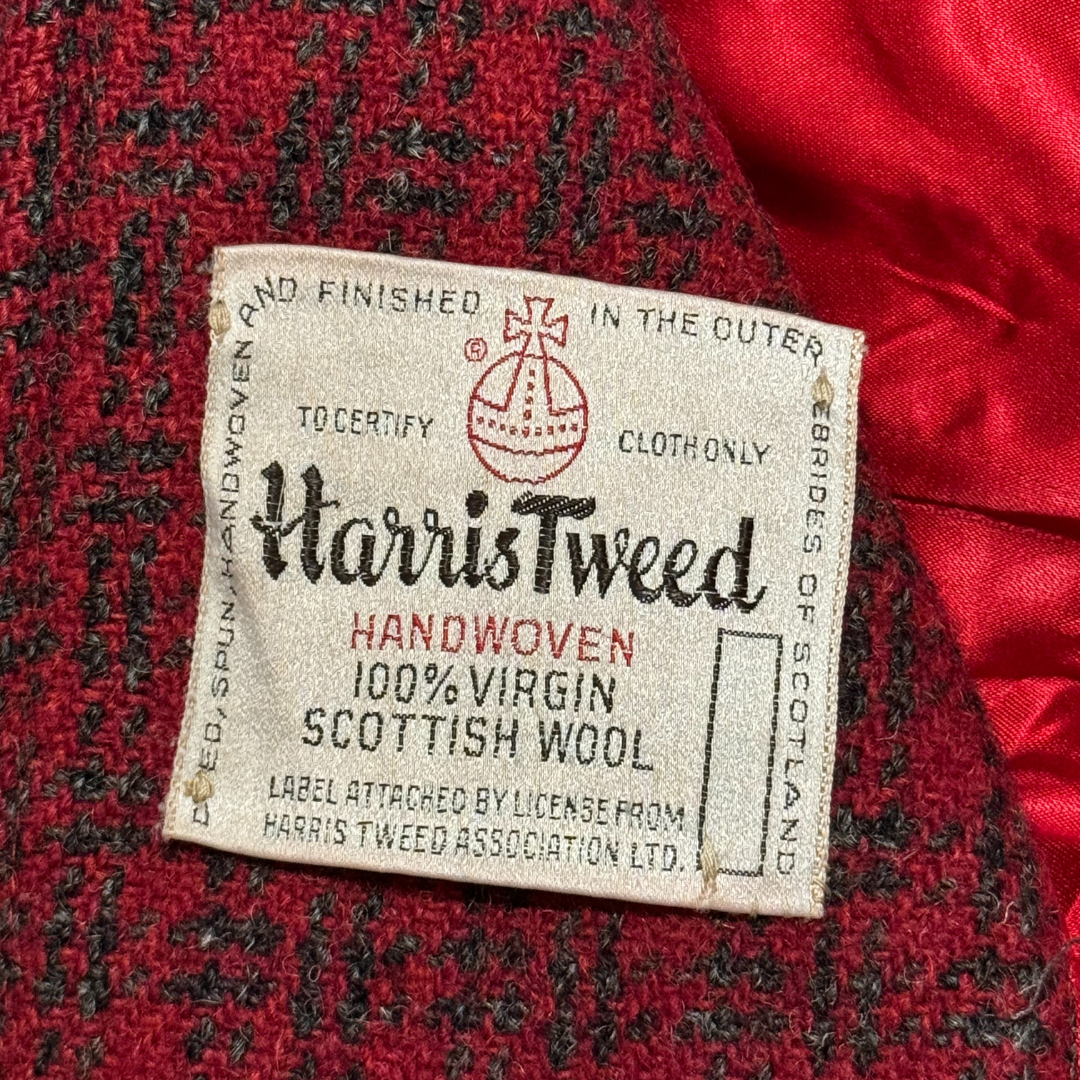 DYED, SPUN, HANDWOVEN AND FINISHED IN THE OUTER HEBRIDES OF SCOTLAND
®
TO CERTIFY CLOTH ONLY
Harris Tweed
HANDWOVEN
100% VIRGIN
SCOTTISH WOOL
LABEL ATTACHED BY LICENSE FROM
HARRIS TWEED ASSOCIATION LTD.